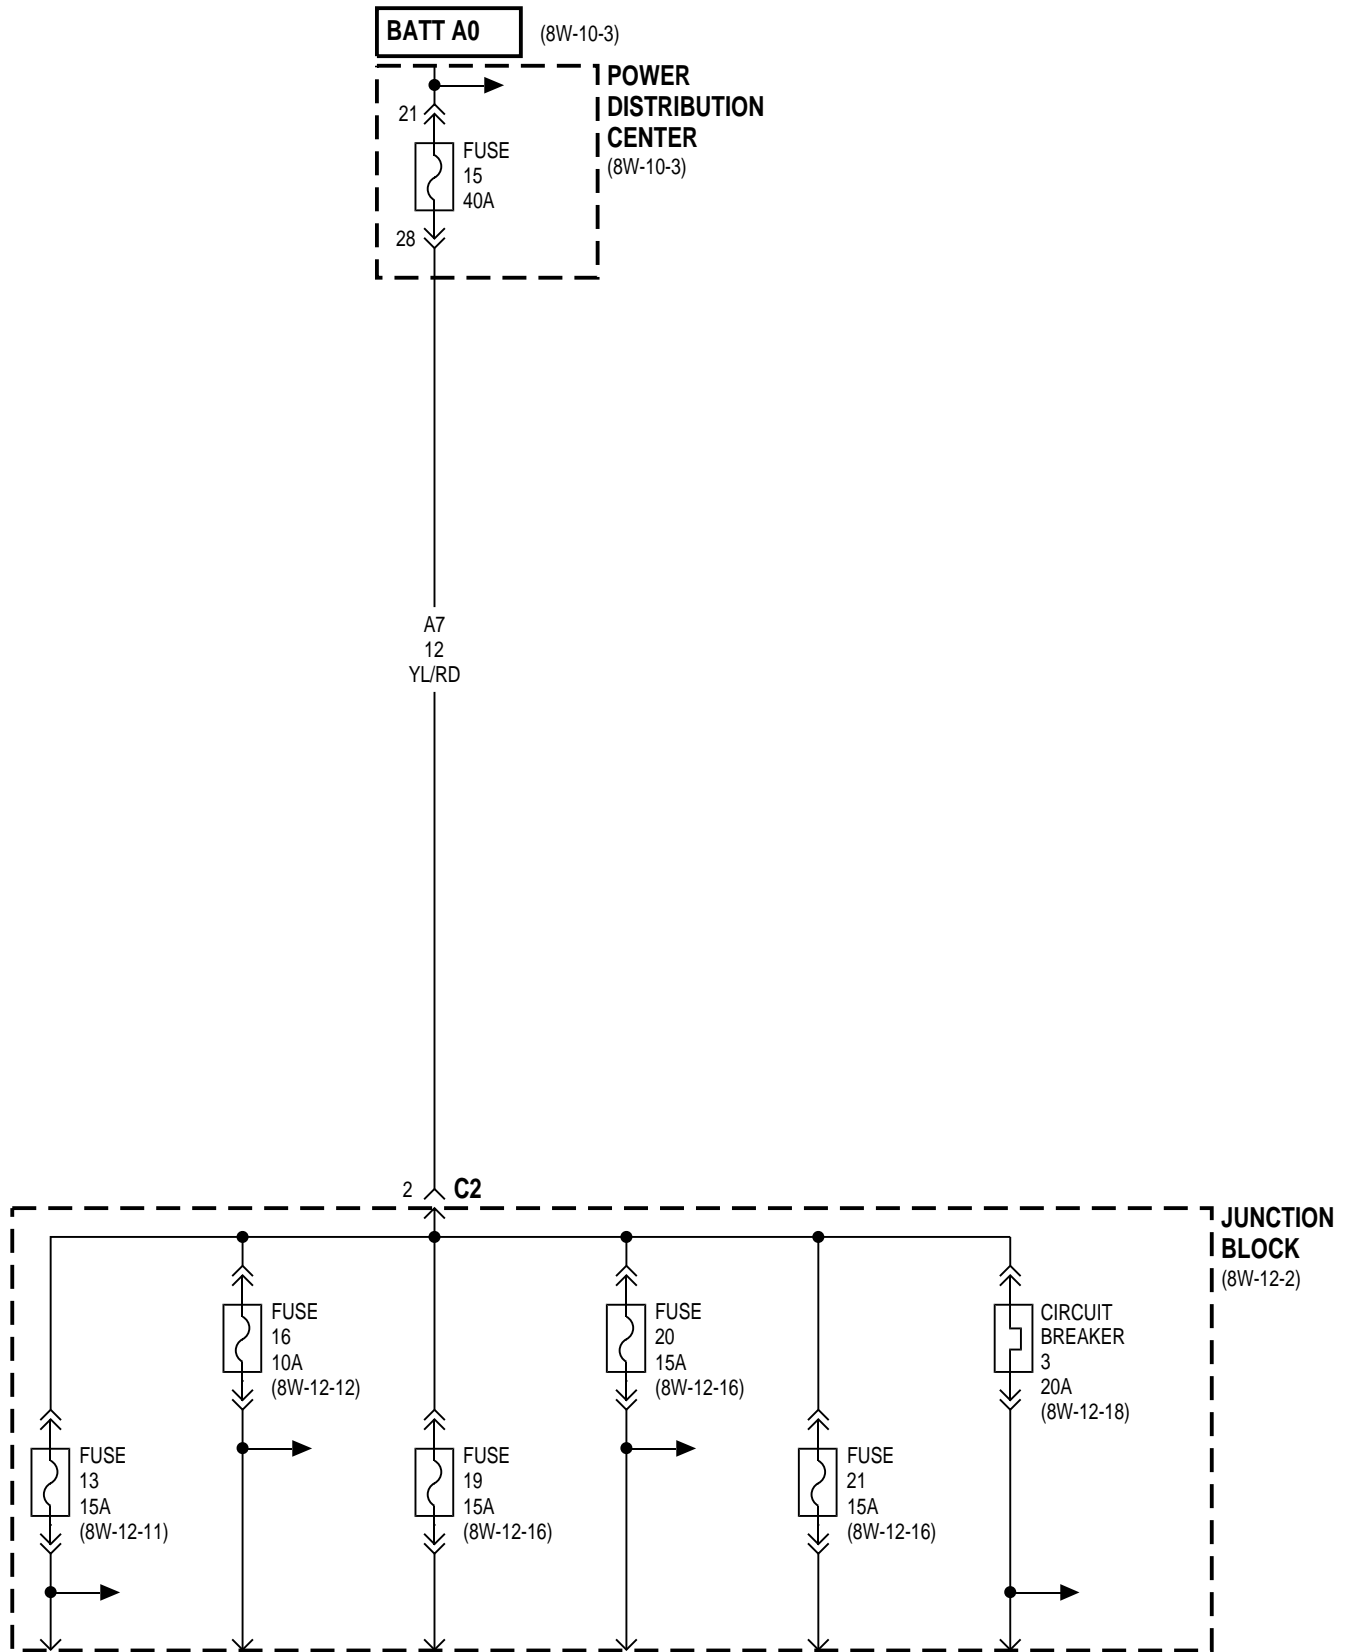 BATT A0
(8W-10-3)
POWER
DISTRIBUTION
CENTER
(8W-10-3)
21
FUSE
15
40A
28
A7
12
YL/RD
2
C2
JUNCTION
BLOCK
(8W-12-2)
FUSE
16
10A
(8W-12-12)
FUSE
20
15A
(8W-12-16)
CIRCUIT
BREAKER
3
20A
(8W-12-18)
FUSE
13
15A
(8W-12-11)
FUSE
19
15A
(8W-12-16)
FUSE
21
15A
(8W-12-16)